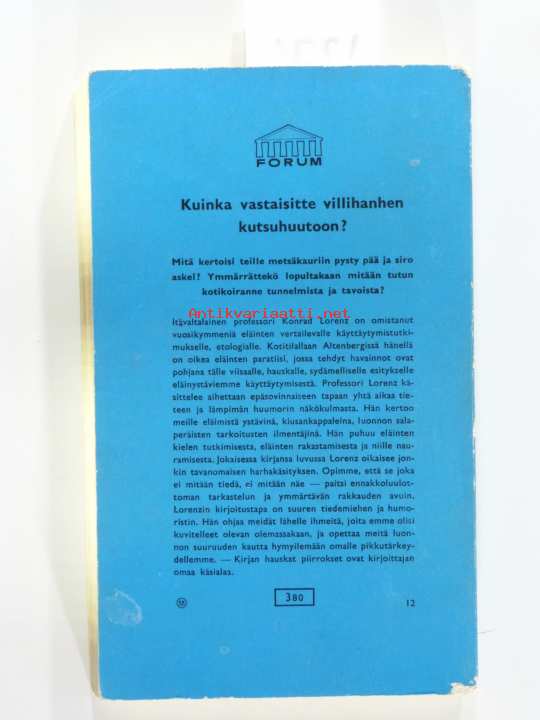 FORUM
Kuinka vastaisitte villihanhen
kutsuhuutoon?
Mitä kertoisi teille metsäkauriin pysty pää ja siro
askel? Ymmärrättekö lopultakaan mitään tutun
kotikoiranne tunnelmista ja tavoista?
Antikvariaatti.net
Itävaltalainen professori Konrad Lorenz on omistanut
vuosikymmeniä eläinten vertailevalle käyttäytymistutki-
mukselle, etologialle. Kotitilallaan Altenbergissä hänellä
on oikea eläinten paratiisi, jossa tehdyt havainnot ovat
pohjana tälle viisaalle, hauskalle, sydämelliselle esitykselle
eläinystäviemme käyttäytymisestä. Professori Lorenz kä-
sittelee aihettaan epäsovinnaiseen tapaan yhtä aikaa tie-
teen ja lämpimän huumorin näkökulmasta. Hän kertoo
meille eläimistä ystävinä, kiusankappaleina, luonnon sala-
peräisten tarkoitusten ilmentäjinä. Hän puhuu eläinten
kielen tutkimisesta, eläinten rakastamisesta ja niille nau-
ramisesta. Jokaisessa kirjansa luvussa Lorenz oikaisee jon-
kin tavanomaisen harhakäsityksen. Opimme, että se joka
ei mitään tiedä, ei mitään näe — paitsi ennakkoluulot-
toman tarkastelun ja ymmärtävän rakkauden avuin.
Lorenzin kirjoitustapa on suuren tiedemiehen ja humo-
ristin. Hän ohjaa meidät lähelle ihmeitä, joita emme olisi
kuvitelleet olevan olemassakaan, ja opettaa meitä luon-
non suuruuden kautta hymyilemään omalle pikkutärkey-
dellemme. — Kirjan hauskat piirrokset ovat kirjoittajan
omaa käsialaa.
380
12